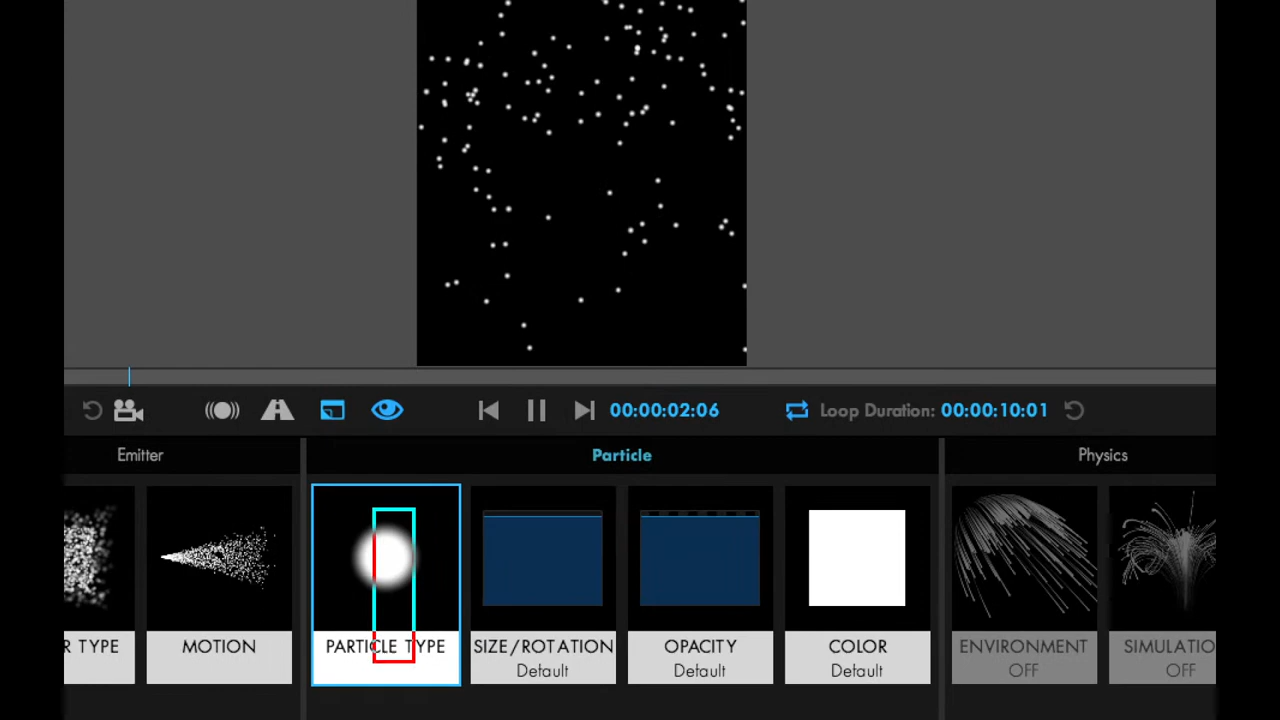 00:00:02:06 Loop Duration: 00:00:10:01
Emitter Particle Physics
R TYPE MOTION PARTICLE TYPE SIZE/ROTATION OPACITY COLOR ENVIRONMENT SIMULATIO
Default Default Default OFF OFF